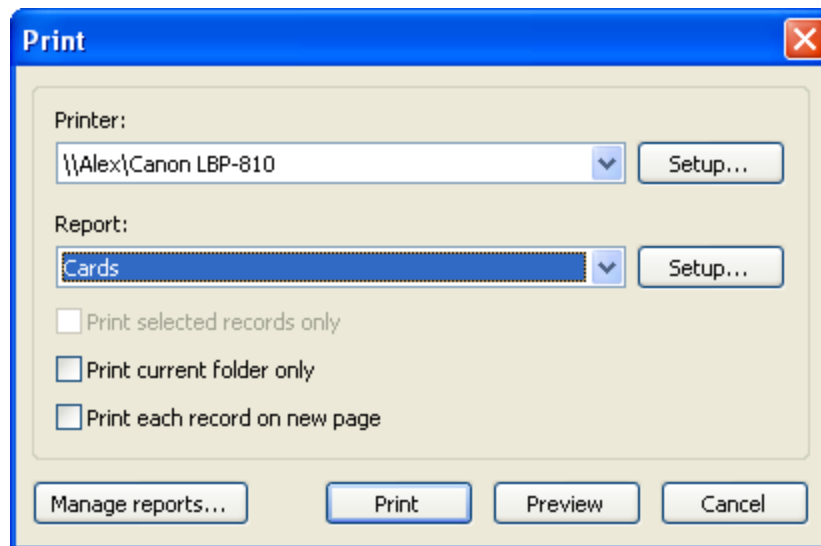 Print
Printer:
\\Alex\Canon LBP-810
Setup...
Report:
Cards
Setup...
Print selected records only
Print current folder only
Print each record on new page
Manage reports...
Print
Preview
Cancel